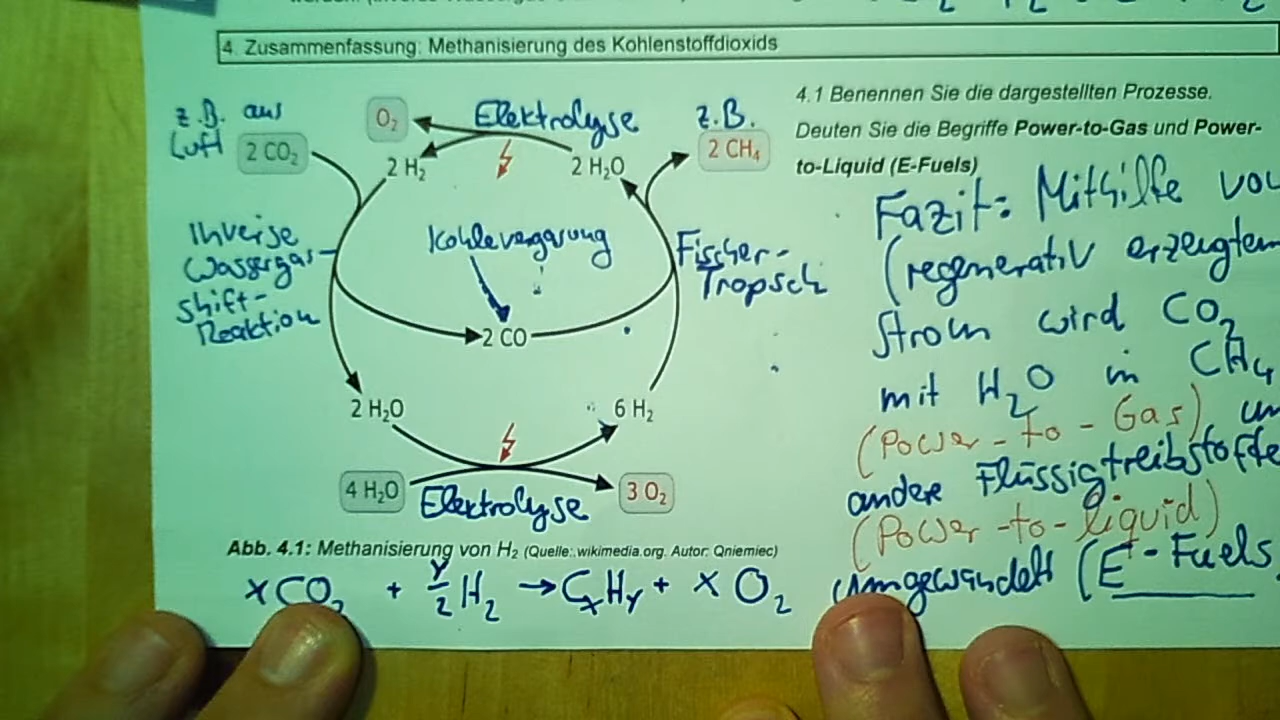 4. Zusammenfassung: Methanisierung des Kohlenstoffdioxids
z.B. aus
Luft
2 CO₂
O₂
Elektrolyse
2 H₂
2 H₂O
z.B.
2 CH₄
Inverse
Wassergas-
shift-
Reaktion
Kohlevergasung
Fischer-
Tropsch
2 CO
2 H₂O
6 H₂
4 H₂O
Elektrolyse
3 O₂
Abb. 4.1: Methanisierung von H₂ (Quelle: wikimedia.org. Autor: Qniemiec)
xCO₂ + y/2 H₂ → CxHy + x O₂
4.1 Benennen Sie die dargestellten Prozesse.
Deuten Sie die Begriffe Power-to-Gas und Power-
to-Liquid (E-Fuels)
Fazit: Mithilfe von
(regenerativ erzeugtem
Strom wird CO₂
mit H₂O in CH₄
(Power-to-Gas)
andere Flüssigtreibstoffe
(Power-to-liquid)
umgewandelt (E-Fuels